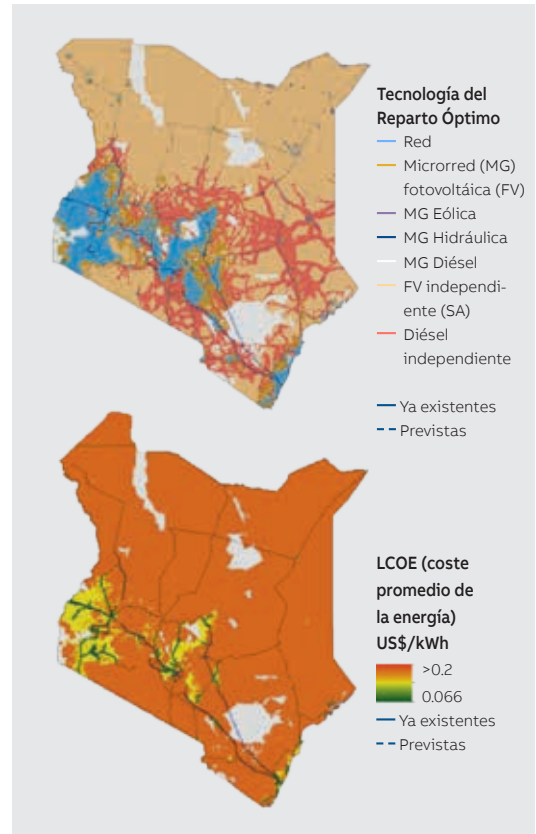 Tecnología del
Reparto Óptimo
Red
Microrred (MG)
fotovoltáica (FV)
MG Eólica
MG Hidráulica
MG Diésel
FV independi-
ente (SA)
Diésel
independiente
Ya existentes
Previstas
LCOE (coste
promedio de
la energía)
US$/kWh
>0.2
0.066
Ya existentes
Previstas